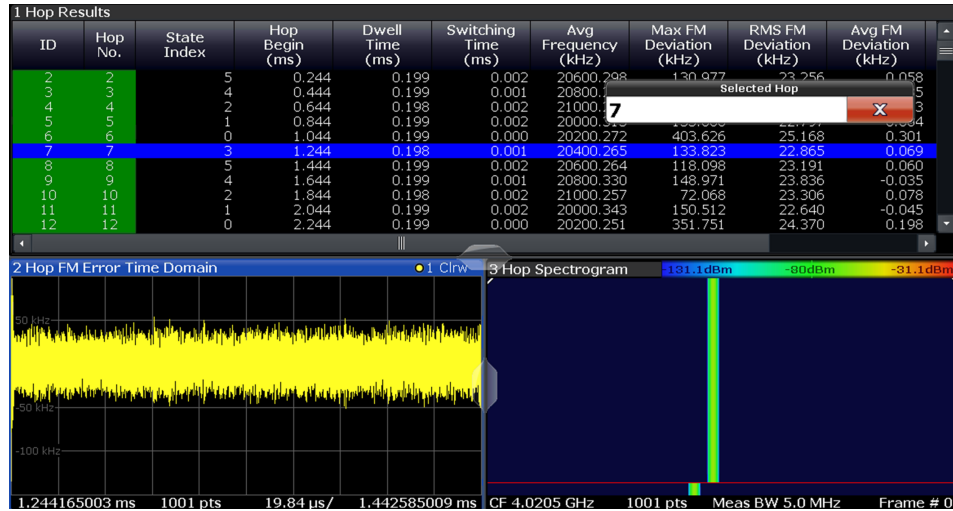 1 Hop Results
ID Hop No. State Index Hop Begin (ms) Dwell Time (ms) Switching Time (ms) Avg Frequency (kHz) Max FM Deviation (kHz) RMS FM Deviation (kHz) Avg FM Deviation (kHz)
2 2 5 0.244 0.199 0.002 20600.298 130.977 23.256 0.058
3 3 4 0.444 0.199 0.001 20800.
Selected Hop
4 4 2 0.644 0.198 0.002 21000.
7 X
5 5 1 0.844 0.199 0.002
6 6 0 1.044 0.199 0.000 20200.272 403.626 25.168 0.301
7 7 3 1.244 0.198 0.001 20400.265 133.823 22.865 0.069
8 8 5 1.444 0.199 0.002 20600.264 118.098 23.191 0.060
9 9 4 1.644 0.199 0.001 20800.330 148.971 23.836 -0.035
10 10 2 1.844 0.198 0.002 21000.257 72.068 23.306 0.078
11 11 1 2.044 0.199 0.002 20000.343 150.512 22.640 -0.045
12 12 0 2.244 0.199 0.000 20200.251 351.751 24.370 0.198
2 Hop FM Error Time Domain 1 Clrw
3 Hop Spectrogram -131.1dBm -80dBm -31.1dBm
50 kHz
-50 kHz
-100 kHz
1.244165003 ms 1001 pts 19.84 µs/ 1.442585009 ms
CF 4.0205 GHz 1001 pts Meas BW 5.0 MHz Frame # 0